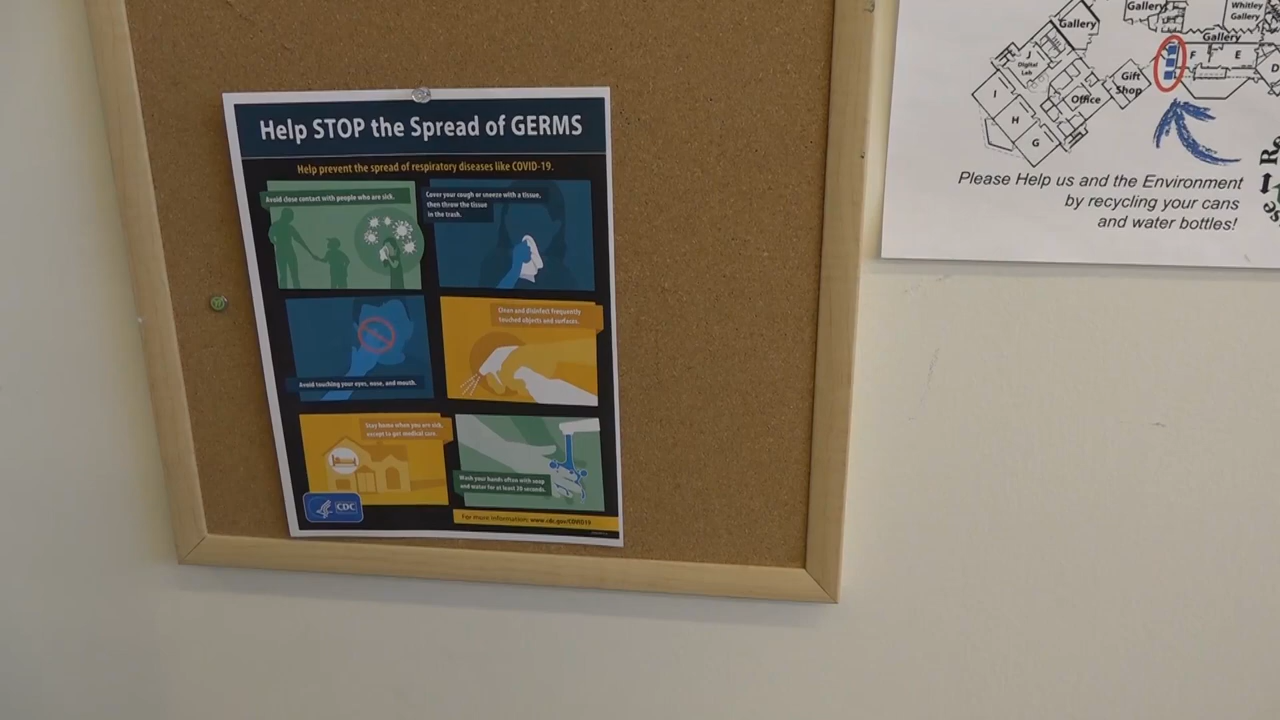 Help STOP the Spread of GERMS
Help prevent the spread of respiratory diseases like COVID-19.
Avoid close contact with people who are sick.
Cover your cough or sneeze with a tissue,
then throw the tissue
in the trash.
Avoid touching your eyes, nose, and mouth.
Clean and disinfect frequently
touched objects and surfaces.
Stay home when you are sick,
except to get medical care.
Wash your hands often with soap
and water for at least 20 seconds.
CDC
For more information: www.cdc.gov/COVID19
Gallery
Gallery
Whitley
Gallery
Gallery
J
Digital
Lab
F
E
D
I
Office
Gift
Shop
H
G
Please Help us and the Environment
by recycling your cans
and water bottles!